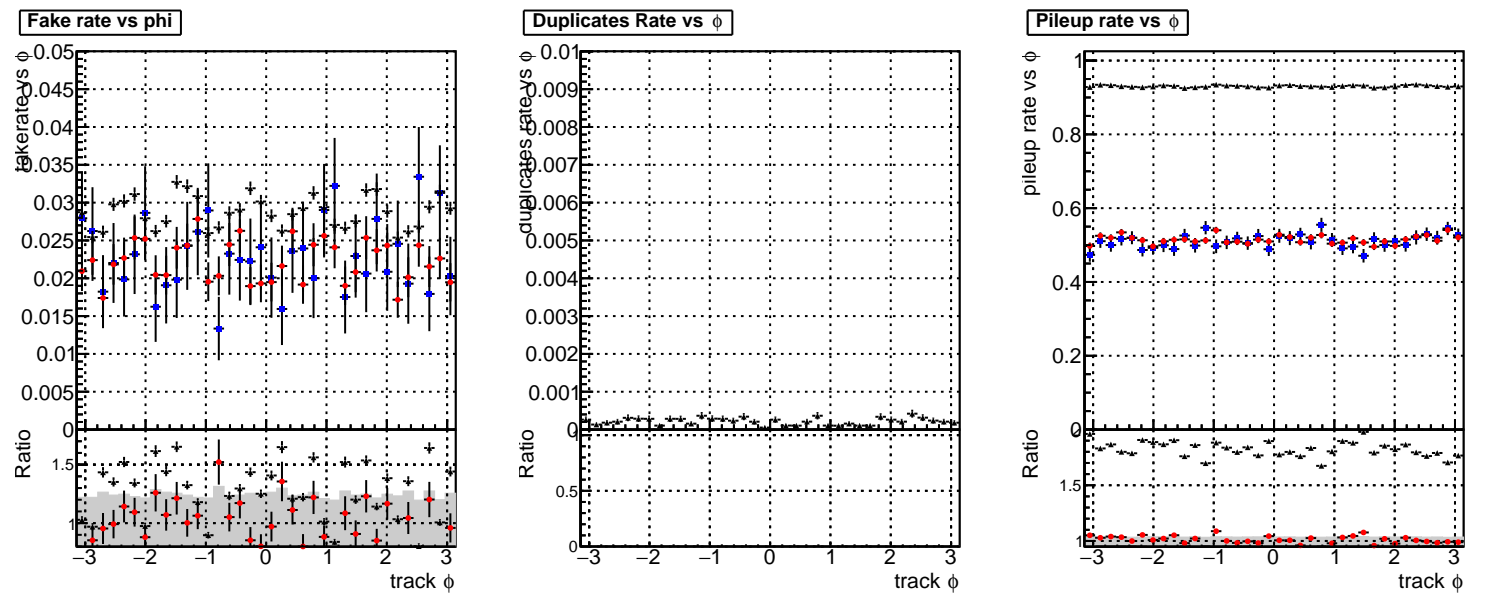 Fake rate vs phi
fakerate vs ϕ
0.05
0.045
0.04
0.035
0.03
0.025
0.02
0.015
0.01
0.005
0
Ratio
1.5
1
−3 −2 −1 0 1 2 3
track ϕ
Duplicates Rate vs ϕ
duplicates rate vs ϕ
0.01
0.009
0.008
0.007
0.006
0.005
0.004
0.003
0.002
0.001
0
Ratio
0.5
0
−3 −2 −1 0 1 2 3
track ϕ
Pileup rate vs ϕ
pileup rate vs ϕ
1
0.8
0.6
0.4
0.2
0
Ratio
1.5
1
−3 −2 −1 0 1 2 3
track ϕ